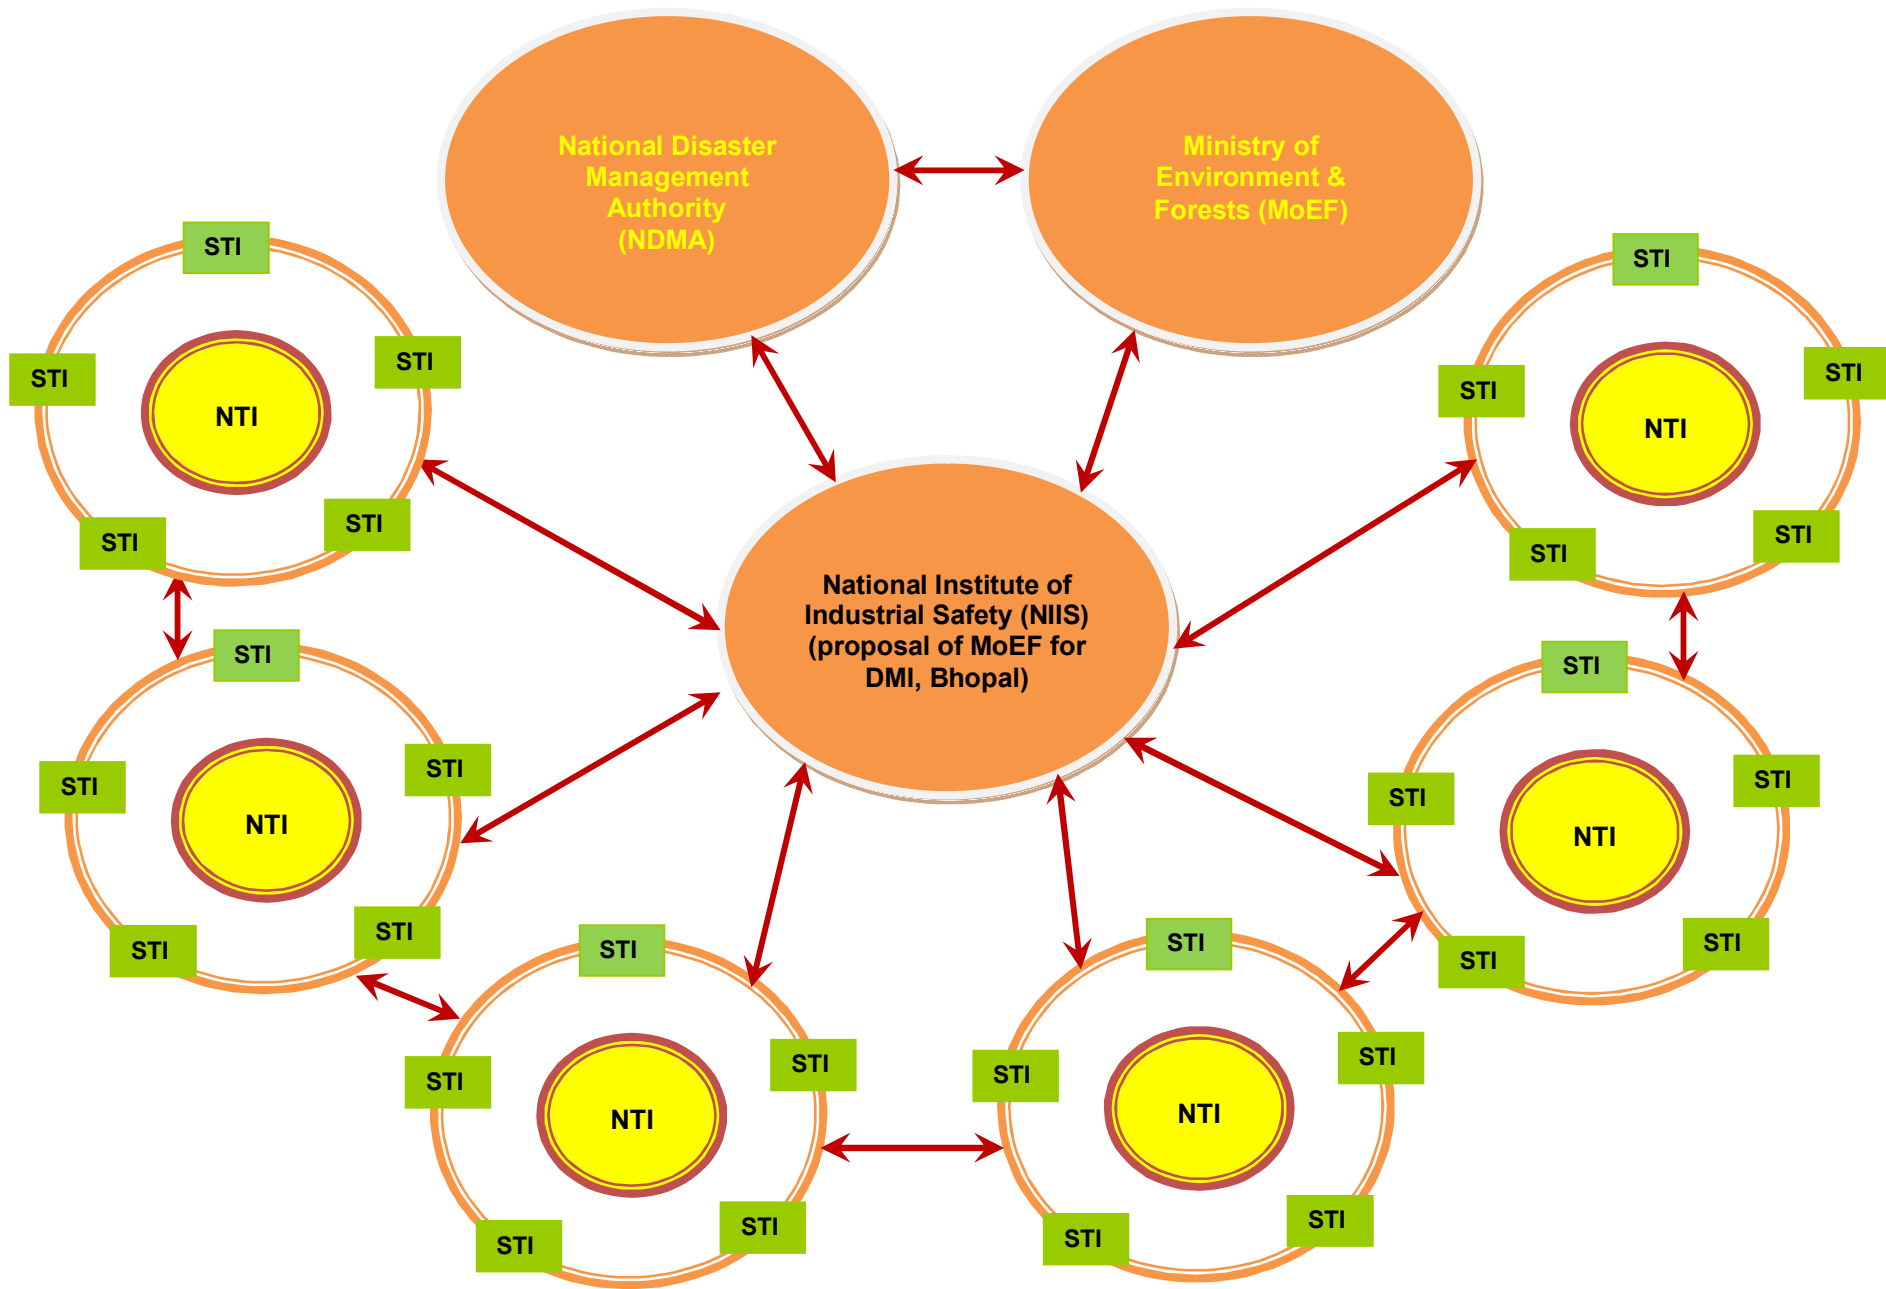 National Disaster
Management
Authority
(NDMA)
Ministry of
Environment &
Forests (MoEF)
STI
STI
STI
NTI
STI
STI
STI
STI
STI
NTI
STI
STI
National Institute of
Industrial Safety (NIIS)
(proposal of MoEF for
DMI, Bhopal)
STI
STI
STI
NTI
STI
STI
STI
STI
STI
NTI
STI
STI
STI
STI
STI
NTI
STI
STI
STI
STI
STI
NTI
STI
STI